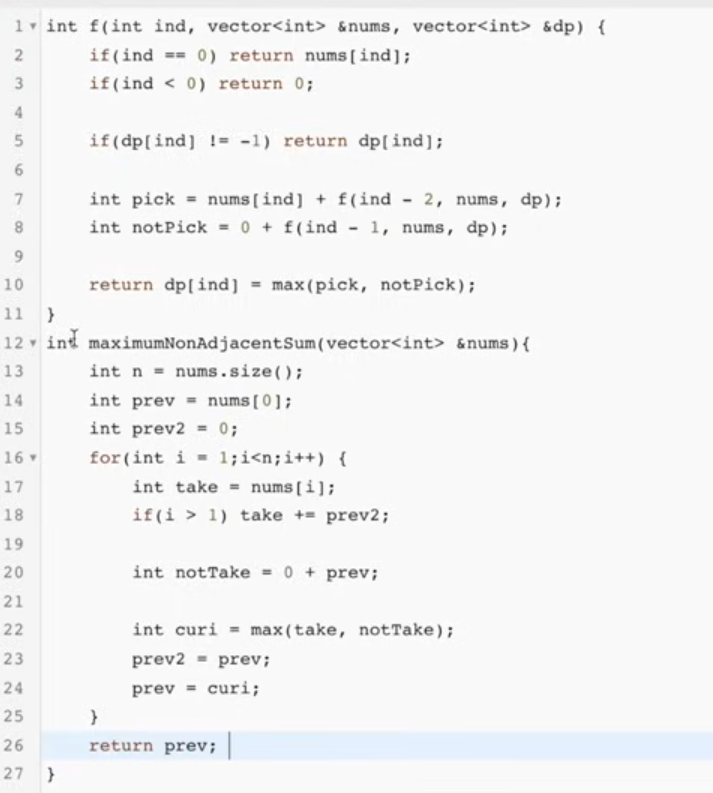 1 int f(int ind, vector<int> &nums, vector<int> &dp) {
2     if(ind == 0) return nums[ind];
3     if(ind < 0) return 0;
4
5     if(dp[ind] != -1) return dp[ind];
6
7     int pick = nums[ind] + f(ind - 2, nums, dp);
8     int notPick = 0 + f(ind - 1, nums, dp);
9
10     return dp[ind] = max(pick, notPick);
11 }
12 int maximumNonAdjacentSum(vector<int> &nums){
13     int n = nums.size();
14     int prev = nums[0];
15     int prev2 = 0;
16     for(int i = 1;i<n;i++) {
17         int take = nums[i];
18         if(i > 1) take += prev2;
19
20         int notTake = 0 + prev;
21
22         int curi = max(take, notTake);
23         prev2 = prev;
24         prev = curi;
25     }
26     return prev;
27 }